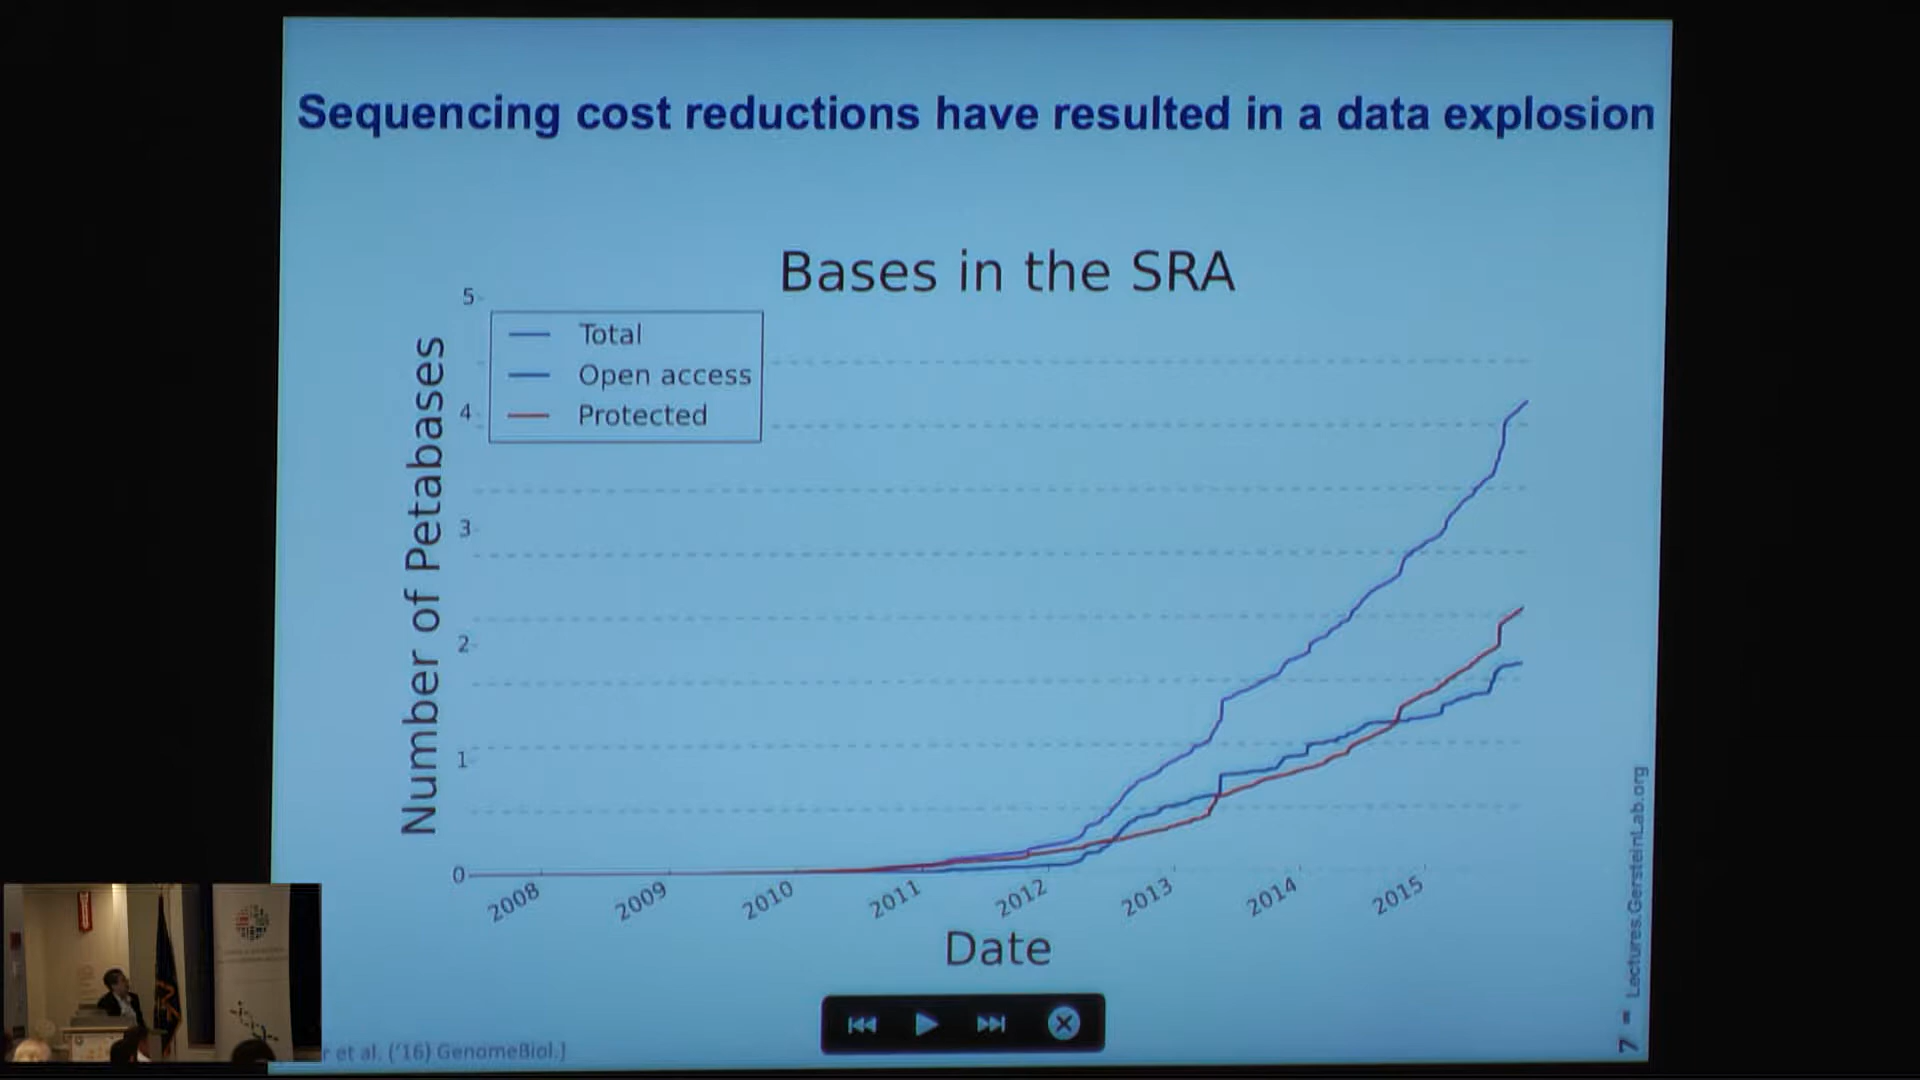 Sequencing cost reductions have resulted in a data explosion
Bases in the SRA
Number of Petabases
5
4
3
2
1
0
Total
Open access
Protected
2008
2009
2010
2011
2012
2013
2014
2015
Date
et al. ('16) GenomeBiol.]
7 = Lectures.GersteinLab.org